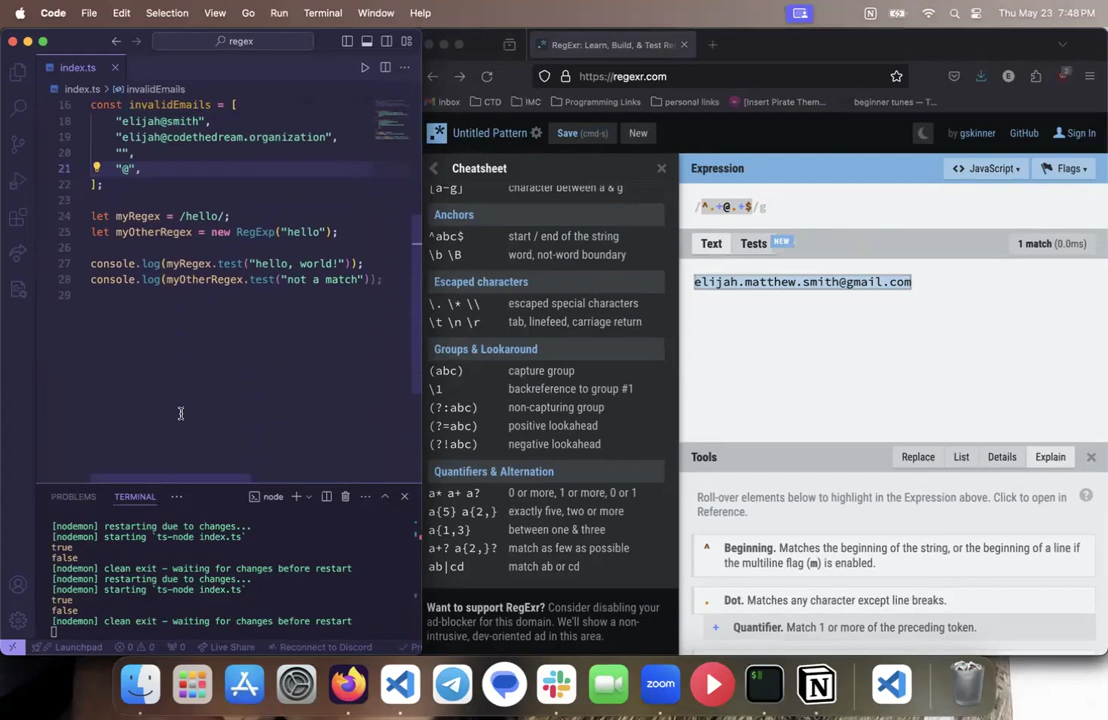 Code File Edit Selection View Go Run Terminal Window Help Thu May 23 7:48 PM
regex
index.ts
index.ts > invalidEmails
16 const invalidEmails = [
18 "elijah@smith",
19 "elijah@codethedream.organization",
20 "",
21 "@",
22 ];
23
24 let myRegex = /hello/;
25 let myOtherRegex = new RegExp("hello");
26
27 console.log(myRegex.test("hello, world!"));
28 console.log(myOtherRegex.test("not a match"));
29
PROBLEMS TERMINAL ... node
[nodemon] restarting due to changes...
[nodemon] starting `ts-node index.ts`
true
false
[nodemon] clean exit - waiting for changes before restart
[nodemon] restarting due to changes...
[nodemon] starting `ts-node index.ts`
true
false
[nodemon] clean exit - waiting for changes before restart
Launchpad 0 0 0 Live Share Reconnect to Discord
RegExr: Learn, Build, & Test Re
https://regexr.com
Inbox CTD IMC Programming Links personal links [Insert Pirate Them... beginner tunes — T...
Untitled Pattern Save (cmd-s) New by gskinner GitHub Sign In
Cheatsheet
[a-g] character between a & g
Anchors
^abc$ start / end of the string
\b \B word, not-word boundary
Escaped characters
\. \* \\ escaped special characters
\t \n \r tab, linefeed, carriage return
Groups & Lookaround
(abc) capture group
\1 backreference to group #1
(?:abc) non-capturing group
(?=abc) positive lookahead
(?!abc) negative lookahead
Quantifiers & Alternation
a* a+ a? 0 or more, 1 or more, 0 or 1
a{5} a{2,} exactly five, two or more
a{1,3} between one & three
a+? a{2,}? match as few as possible
ab|cd match ab or cd
Want to support RegExr? Consider disabling your
ad-blocker for this domain. We show a non-
intrusive, dev-oriented ad in this area.
Expression JavaScript Flags
/^.+@.+$/g
Text Tests NEW 1 match (0.0ms)
elijah.matthew.smith@gmail.com
Tools Replace List Details Explain
Roll-over elements below to highlight in the Expression above. Click to open in
Reference.
^ Beginning. Matches the beginning of the string, or the beginning of a line if
the multiline flag (m) is enabled.
. Dot. Matches any character except line breaks.
+ Quantifier. Match 1 or more of the preceding token.
zoom